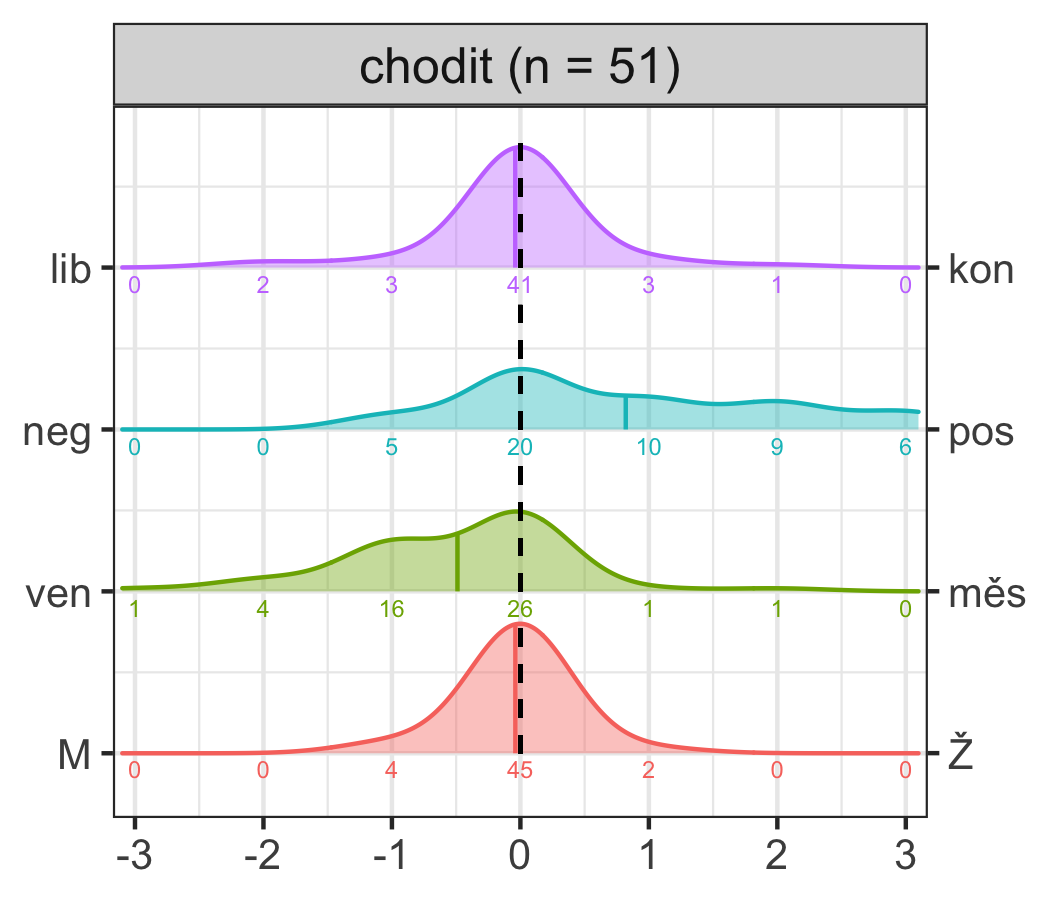 chodit (n = 51)
lib kon
0 2 3 41 3 1 0
neg pos
0 0 5 20 10 9 6
ven měs
1 4 16 26 1 1 0
M Ž
0 0 4 45 2 0 0
-3 -2 -1 0 1 2 3